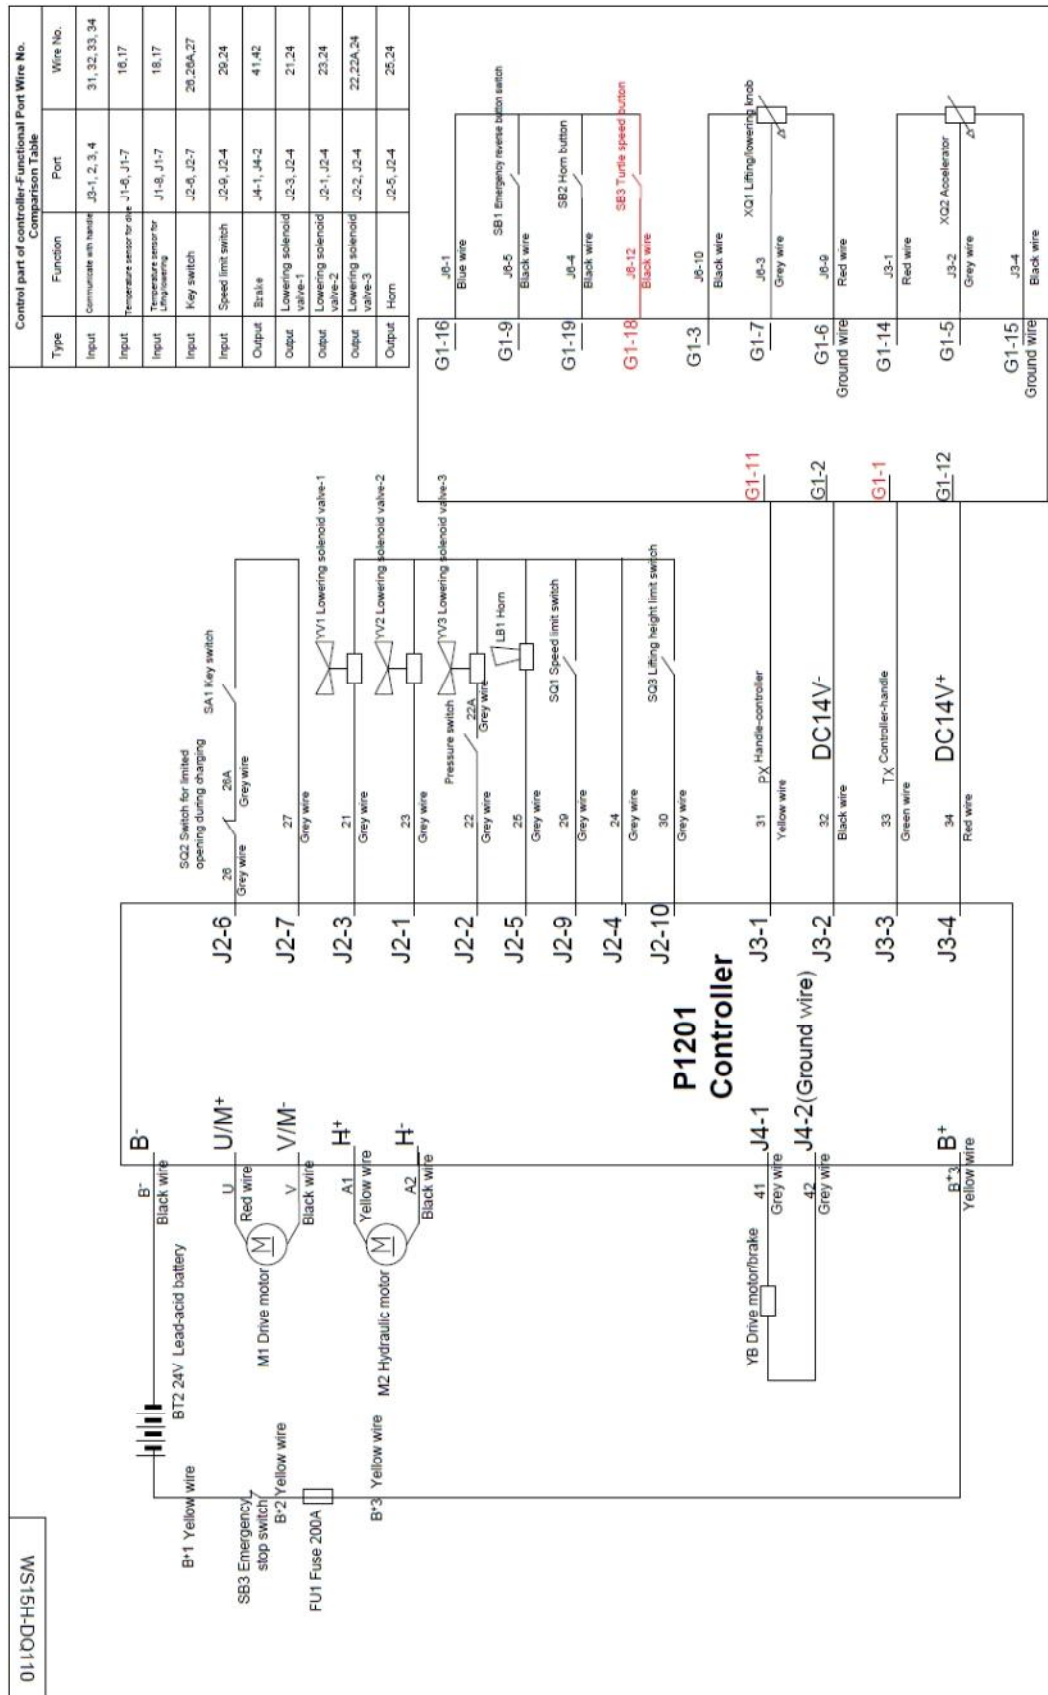 WS15H-DQ110
Control part of controller-Functional Port Wire No.
Comparison Table
Type Function Port Wire No.
Input Communicate with handle J3-1, 2, 3, 4 31, 32, 33, 34
Input Temperature sensor for drive J1-6, J1-7 16,17
Input Temperature sensor for Lifting/lowering J1-8, J1-7 18,17
Input Key switch J2-6, J2-7 26,26A,27
Input Speed limit switch J2-9, J2-4 29,24
Output Brake J4-1, J4-2 41,42
Output Lowering solenoid valve-1 J2-3, J2-4 21,24
Output Lowering solenoid valve-2 J2-1, J2-4 23,24
Output Lowering solenoid valve-3 J2-2, J2-4 22,22A,24
Output Horn J2-5, J2-4 25,24
G1-16
J6-1
Blue wire
G1-9
J6-5
Black wire
SB1 Emergency reverse button switch
G1-19
J6-4
Black wire
SB2 Horn button
G1-18
J6-12
Black wire
SB3 Turtle speed button
G1-3
J6-10
Black wire
G1-7
J6-3
Grey wire
XQ1 Lifting/lowering knob
G1-6
Ground wire
J6-9
Red wire
G1-14
J3-1
Red wire
G1-5
J3-2
Grey wire
XQ2 Accelerator
G1-15
Ground wire
J3-4
Black wire
G1-11
G1-2
G1-1
G1-12
SQ2 Switch for limited
opening during charging
SA1 Key switch
26
Grey wire
26A
Grey wire
27
Grey wire
YV1 Lowering solenoid valve-1
21
Grey wire
YV2 Lowering solenoid valve-2
23
Grey wire
YV3 Lowering solenoid valve-3
Pressure switch
22A
Grey wire
22
Grey wire
LB1 Horn
25
Grey wire
SQ1 Speed limit switch
29
Grey wire
24
Grey wire
SQ3 Lifting height limit switch
30
Grey wire
31
PX Handle-controller
Yellow wire
32
DC14V-
Black wire
33
TX Controller-handle
Green wire
34
DC14V+
Red wire
J2-6
J2-7
J2-3
J2-1
J2-2
J2-5
J2-9
J2-4
J2-10
J3-1
J3-2
J3-3
J3-4
P1201
Controller
B-
U/M+
V/M-
H+
H-
J4-1
J4-2(Ground wire)
B+
B-
Black wire
U
Red wire
V
Black wire
A1
Yellow wire
A2
Black wire
41
Grey wire
42
Grey wire
B+3
Yellow wire
BT2 24V Lead-acid battery
M
M1 Drive motor
M
M2 Hydraulic motor
YB Drive motor/brake
B+1 Yellow wire
SB3 Emergency
stop switch
B+2 Yellow wire
FU1 Fuse 200A
B+3 Yellow wire